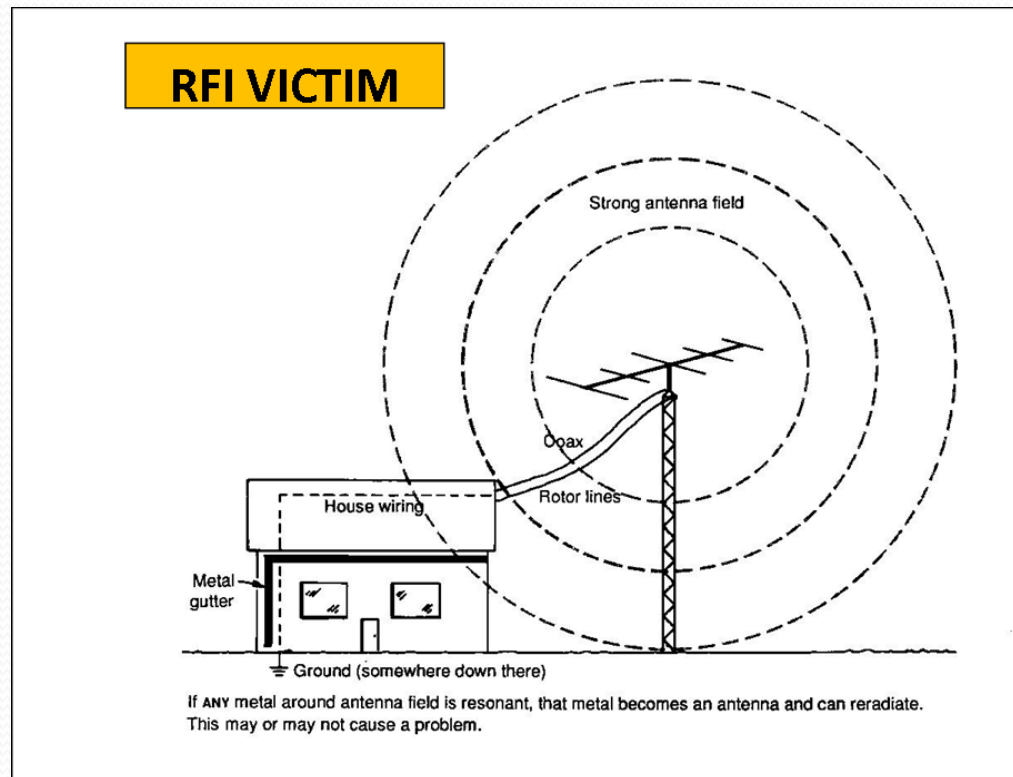 RFI VICTIM
Strong antenna field
Coax
Rotor lines
House wiring
Metal
gutter
Ground (somewhere down there)
If ANY metal around antenna field is resonant, that metal becomes an antenna and can reradiate.
This may or may not cause a problem.